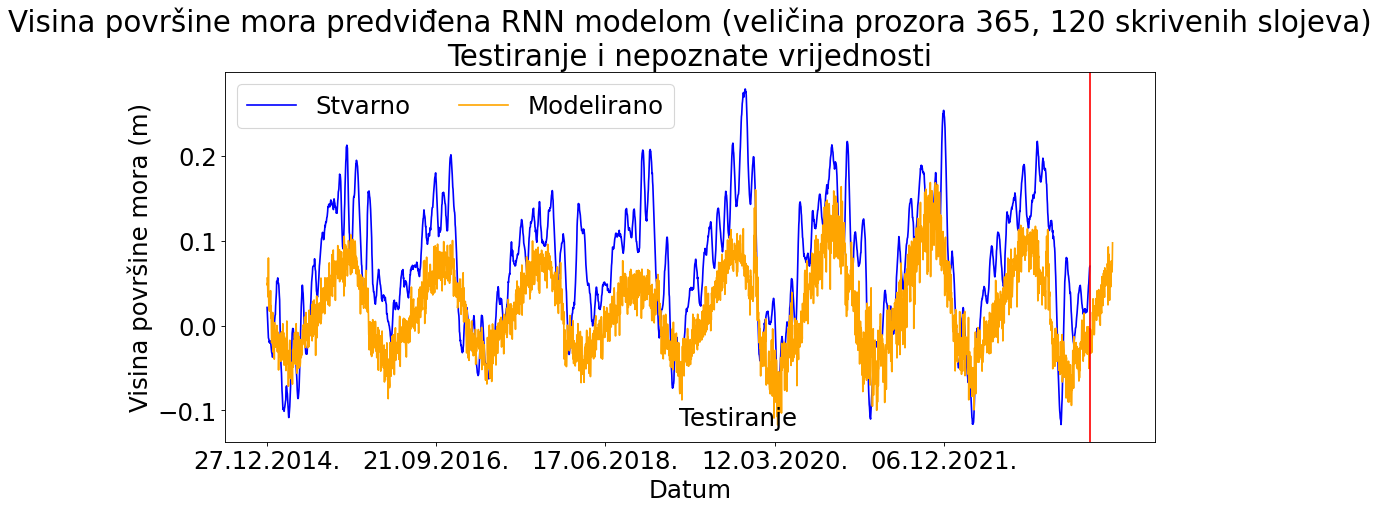 Visina površine mora predviđena RNN modelom (veličina prozora 365, 120 skrivenih slojeva)
Testiranje i nepoznate vrijednosti
Stvarno Modelirano
Visina površine mora (m)
0.2
0.1
0.0
−0.1
Testiranje
27.12.2014. 21.09.2016. 17.06.2018. 12.03.2020. 06.12.2021.
Datum